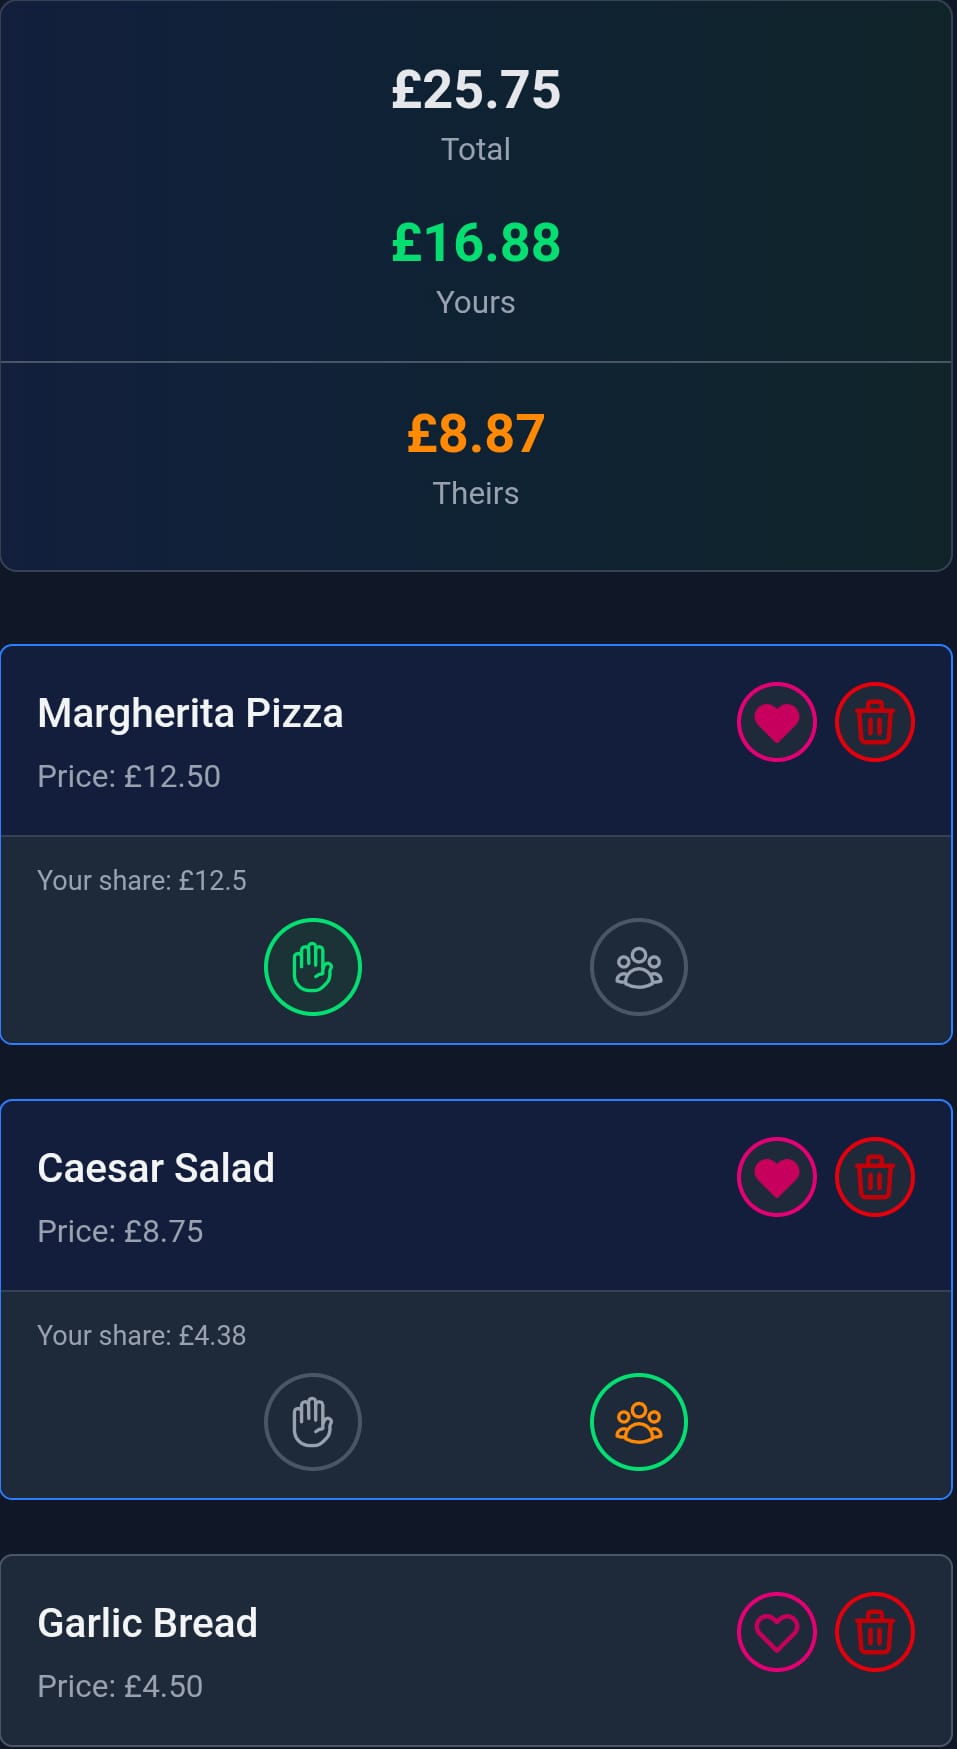 £25.75
Total
£16.88
Yours
£8.87
Theirs
Margherita Pizza
Price: £12.50
Your share: £12.5
Caesar Salad
Price: £8.75
Your share: £4.38
Garlic Bread
Price: £4.50